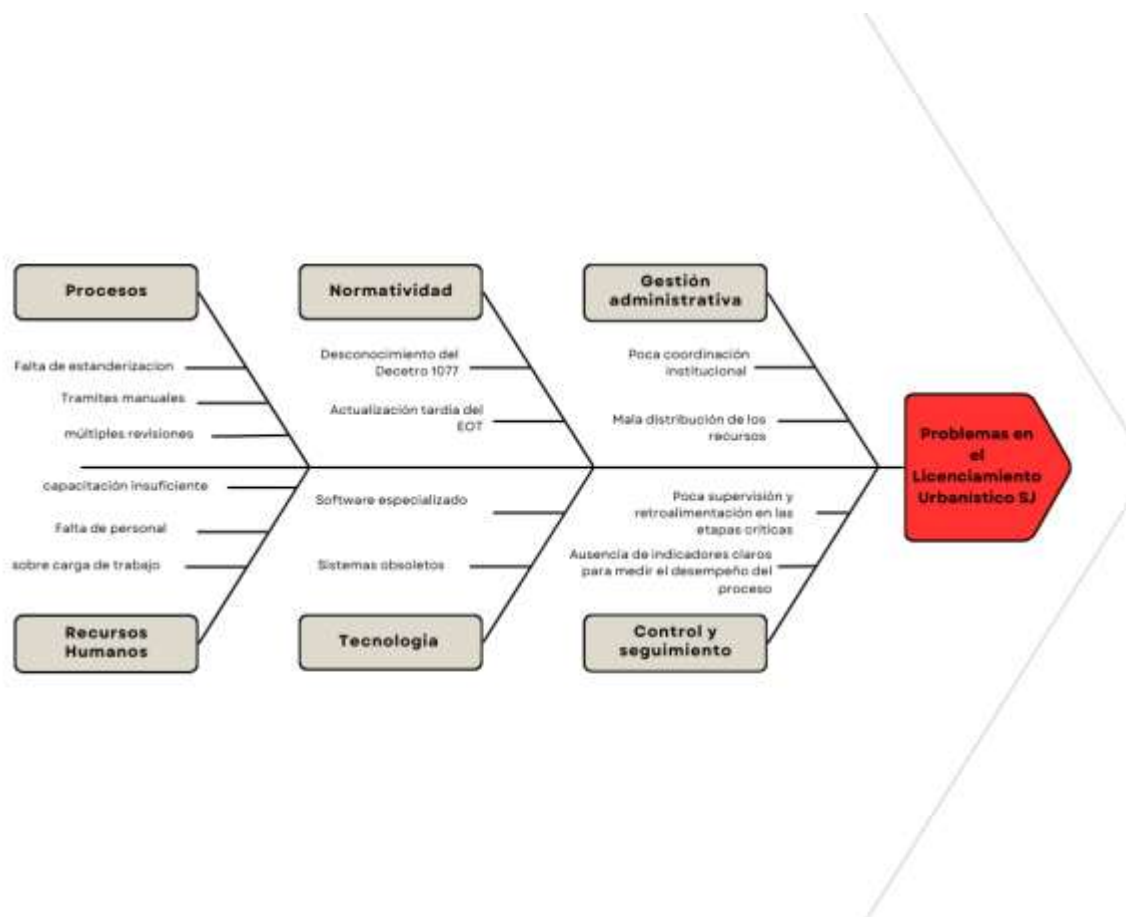 Procesos
Falta de estanderizacion
Tramites manuales
múltiples revisiones
Normatividad
Desconocimiento del
Decetro 1077
Actualización tardía del
EOT
Gestión
administrativa
Poca coordinación
institucional
Mala distribución de los
recursos
Problemas en
el
Licenciamiento
Urbanístico SJ
capacitación insuficiente
Falta de personal
sobre carga de trabajo
Recursos
Humanos
Software especializado
Sistemas obsoletos
Tecnologia
Poca supervisión y
retroalimentación en las
etapas críticas
Ausencia de indicadores claros
para medir el desempeño del
proceso
Control y
seguimiento